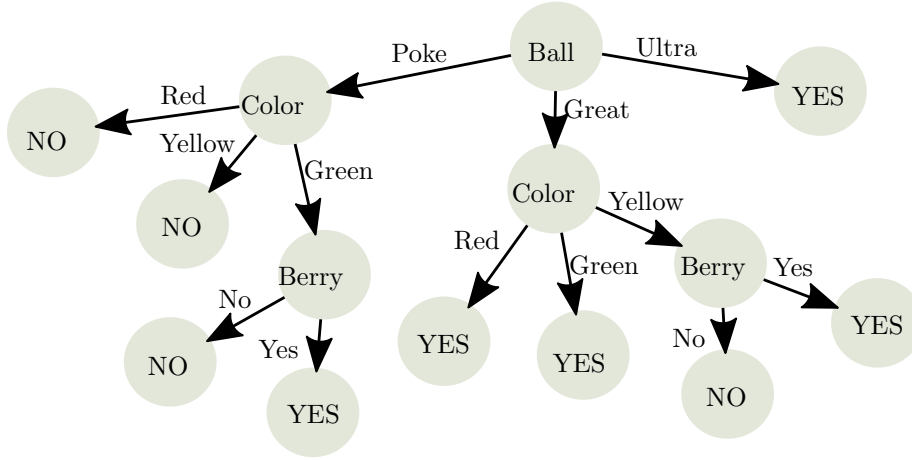 Poke
Ball
Ultra
Red
Color
Great
YES
NO
Yellow
Green
Color
Yellow
NO
Red
Green
Berry
Yes
No
Berry
No
YES
Yes
YES
YES
NO
YES
NO